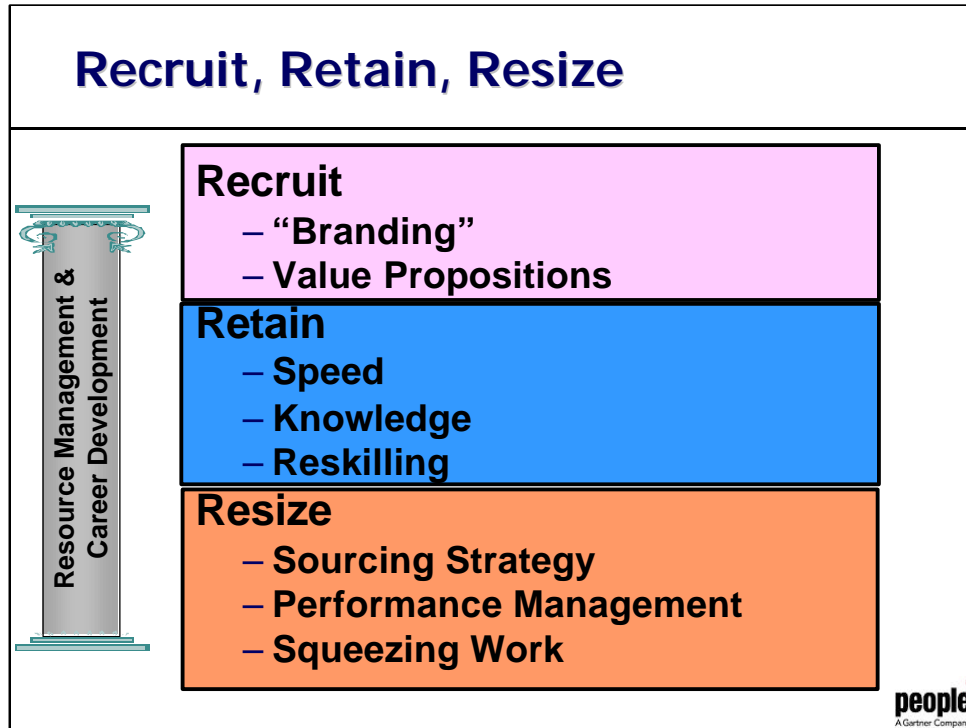 Recruit, Retain, Resize
Resource Management &
Career Development
Recruit
– “Branding”
– Value Propositions
Retain
– Speed
– Knowledge
– Reskilling
Resize
– Sourcing Strategy
– Performance Management
– Squeezing Work
people
A Gartner Compan